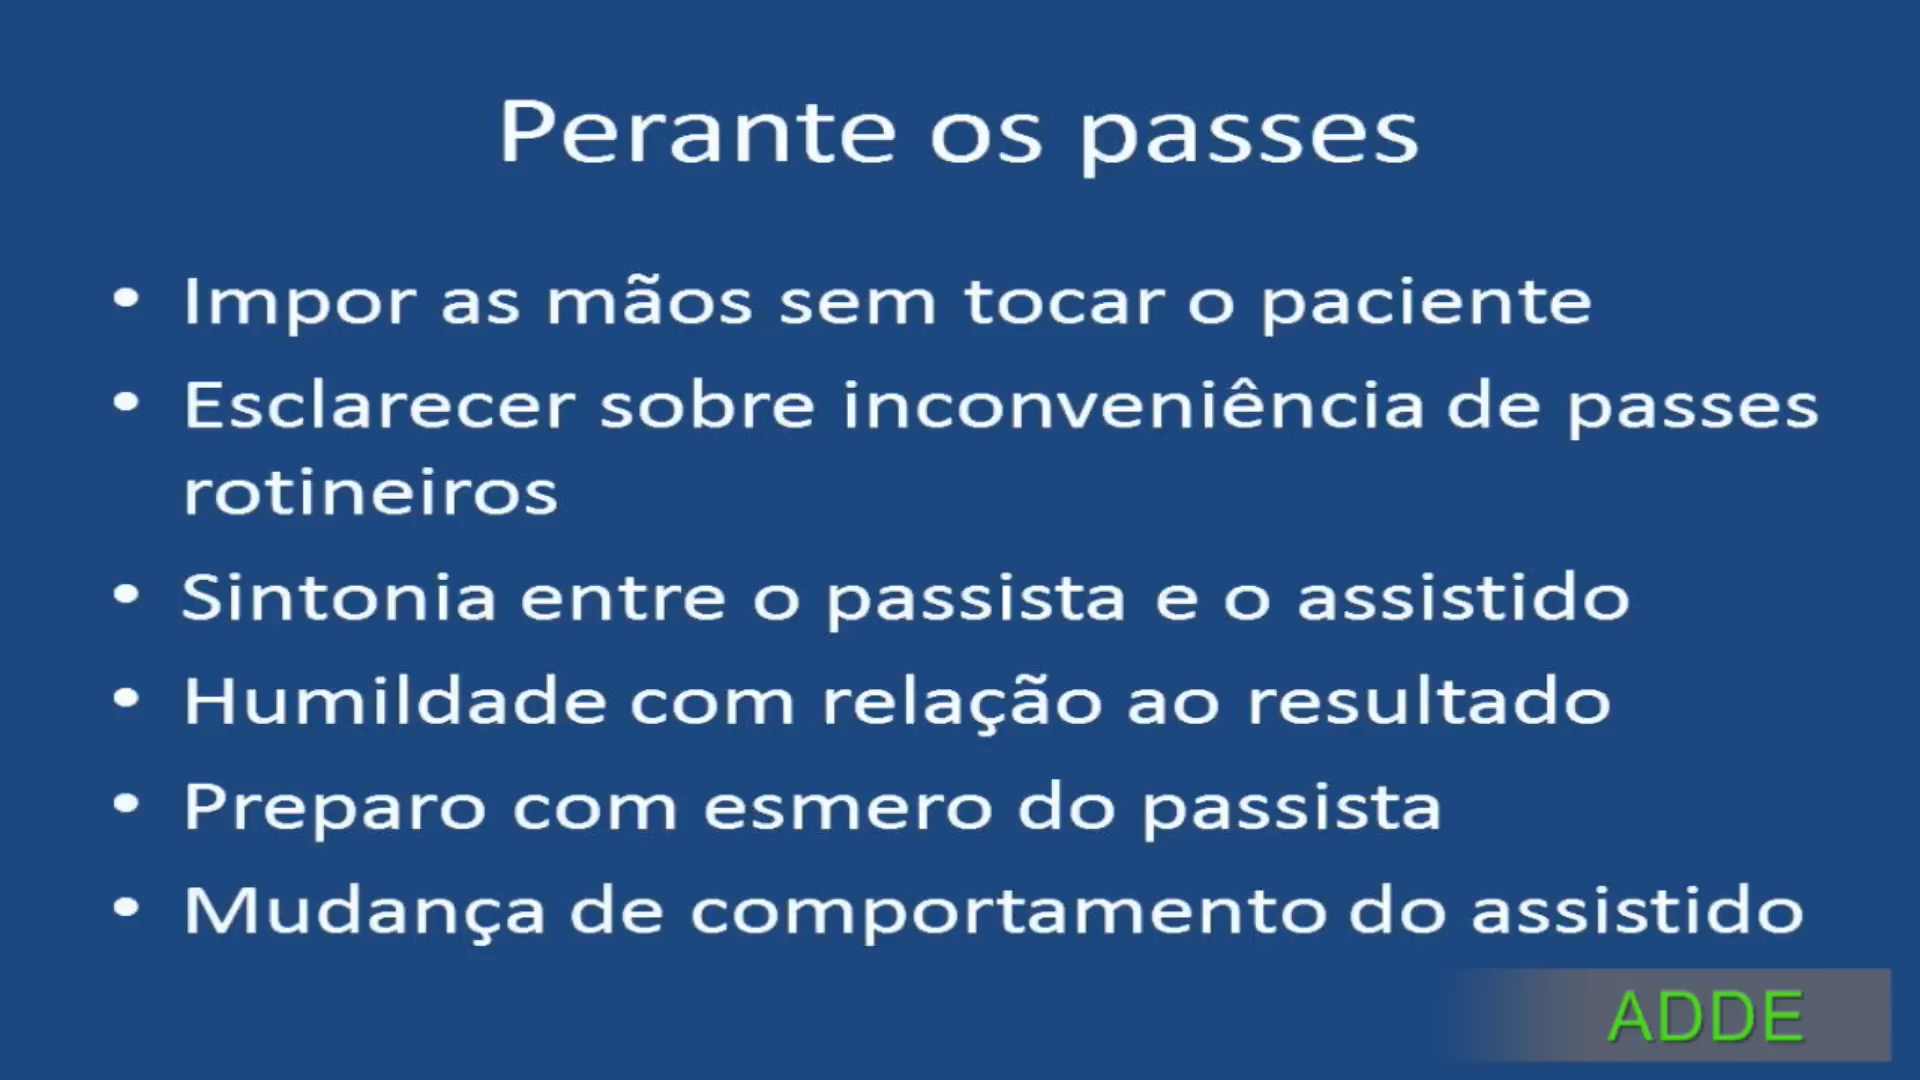 Perante os passes
• Impor as mãos sem tocar o paciente
• Esclarecer sobre inconveniência de passes
rotineiros
• Sintonia entre o passista e o assistido
• Humildade com relação ao resultado
• Preparo com esmero do passista
• Mudança de comportamento do assistido
ADDE